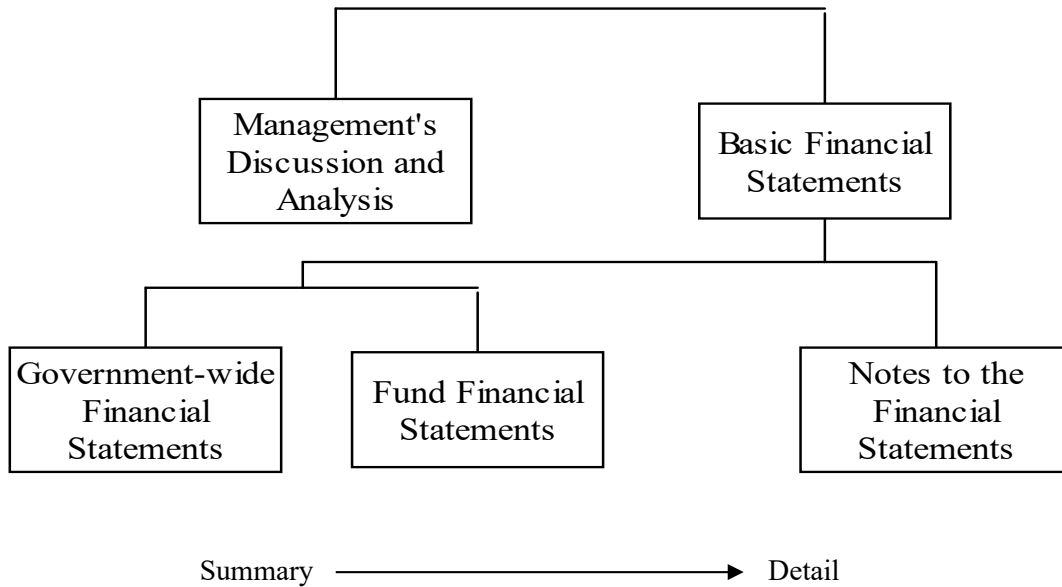 Management's
Discussion and
Analysis
Basic Financial
Statements
Government-wide
Financial
Statements
Fund Financial
Statements
Notes to the
Financial
Statements
Summary
Detail